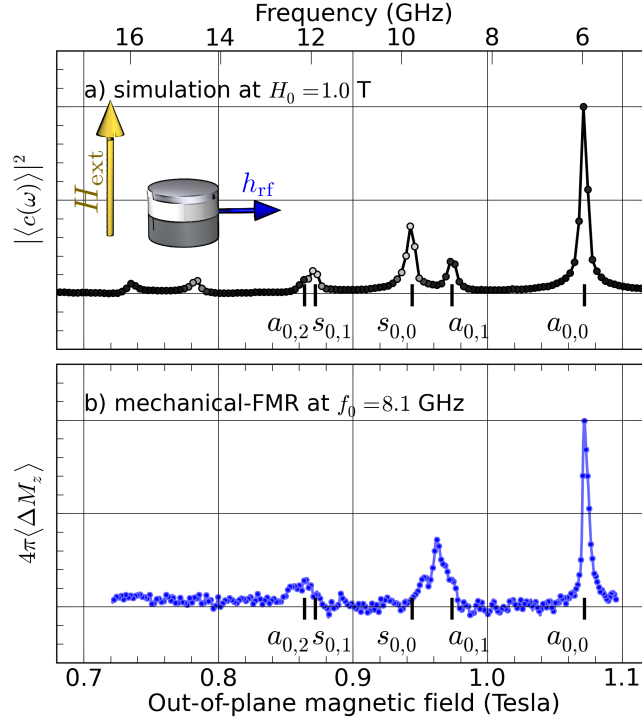 Frequency (GHz)
16 14 12 10 8 6
a) simulation at H₀ = 1.0 T
|⟨c(ω)⟩|²
H_ext
h_rf
a₀,₂ s₀,₁ s₀,₀ a₀,₁ a₀,₀
b) mechanical-FMR at f₀ = 8.1 GHz
4π⟨ΔM_z⟩
a₀,₂ s₀,₁ s₀,₀ a₀,₁ a₀,₀
0.7 0.8 0.9 1.0 1.1
Out-of-plane magnetic field (Tesla)